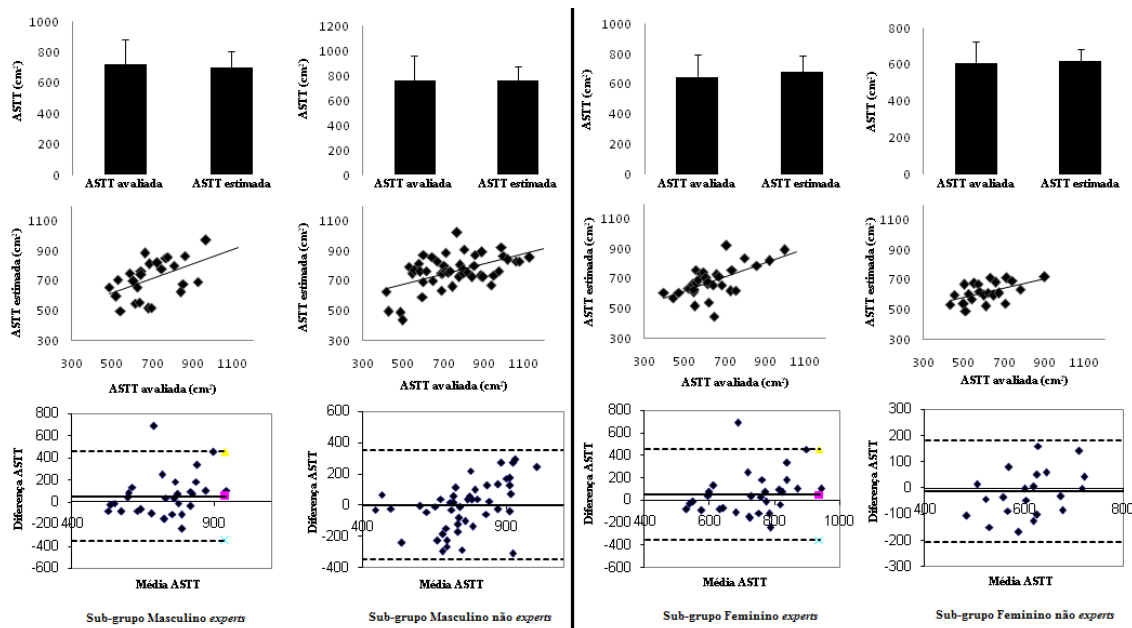 1000
800
600
400
200
0
ASTT (cm²)
ASTT avaliada
ASTT estimada
1200
1000
800
600
400
200
0
ASTT (cm²)
ASTT avaliada
ASTT estimada
1000
800
600
400
200
0
ASTT (cm²)
ASTT avaliada
ASTT estimada
800
600
400
200
0
ASTT (cm²)
ASTT avaliada
ASTT estimada
1100
900
700
500
300
ASTT estimada (cm²)
300 500 700 900 1100
ASTT avaliada (cm²)
1100
900
700
500
300
ASTT estimada (cm²)
300 500 700 900 1100
ASTT avaliada (cm²)
1100
900
700
500
300
ASTT estimada (cm²)
300 500 700 900 1100
ASTT avaliada (cm²)
1100
900
700
500
300
ASTT estimada (cm²)
300 500 700 900 1100
ASTT avaliada (cm²)
800
600
400
200
0
-200
-400
-600
Diferença ASTT
400 900
Média ASTT
600
400
200
0
-200
-400
Diferença ASTT
400 900
Média ASTT
800
600
400
200
0
-200
-400
-600
Diferença ASTT
400 600 800 1000
Média ASTT
300
200
100
0
-100
-200
-300
Diferença ASTT
400 500 600 700 800
Média ASTT
Sub-grupo Masculino experts
Sub-grupo Masculino não experts
Sub-grupo Feminino experts
Sub-grupo Feminino não experts